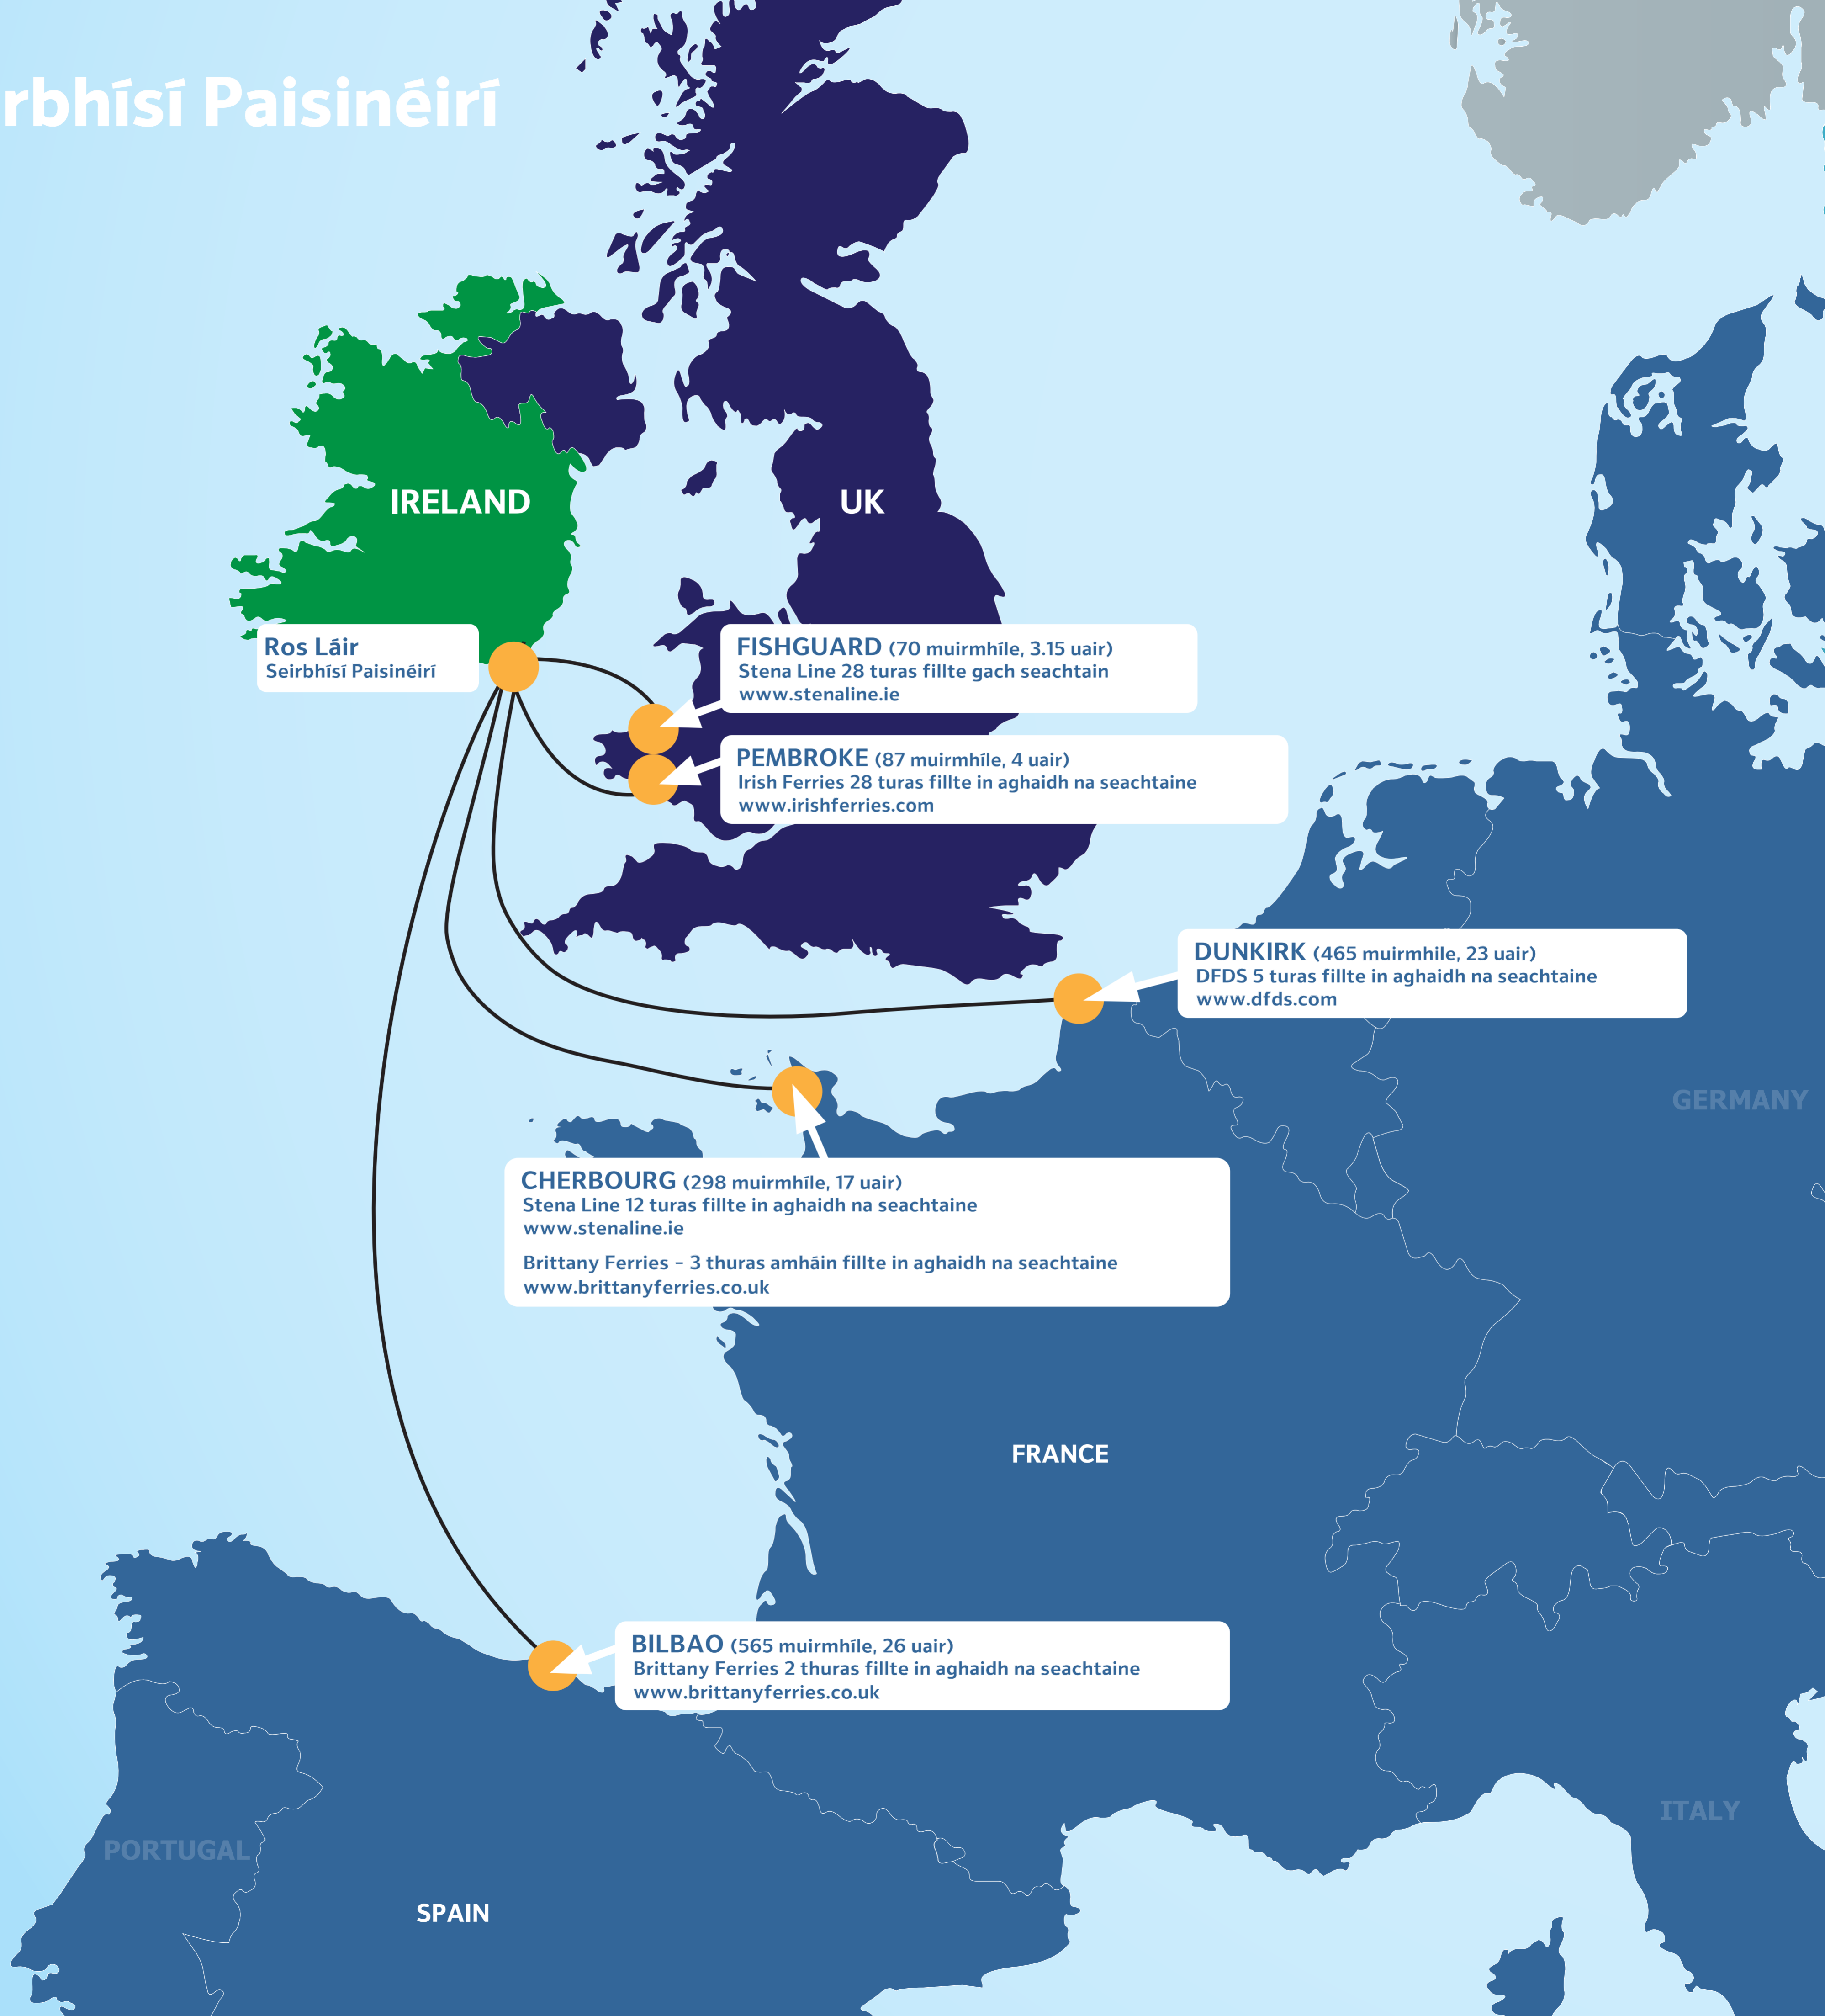 rbhísí Paisinéirí
IRELAND
UK
Ros Láir
Seirbhísí Paisinéirí
FISHGUARD (70 muirmhíle, 3.15 uair)
Stena Line 28 turas fillte gach seachtain
www.stenaline.ie
PEMBROKE (87 muirmhíle, 4 uair)
Irish Ferries 28 turas fillte in aghaidh na seachtaine
www.irishferries.com
DUNKIRK (465 muirmhile, 23 uair)
DFDS 5 turas fillte in aghaidh na seachtaine
www.dfds.com
GERMANY
CHERBOURG (298 muirmhíle, 17 uair)
Stena Line 12 turas fillte in aghaidh na seachtaine
www.stenaline.ie
Brittany Ferries – 3 thuras amháin fillte in aghaidh na seachtaine
www.brittanyferries.co.uk
FRANCE
BILBAO (565 muirmhíle, 26 uair)
Brittany Ferries 2 thuras fillte in aghaidh na seachtaine
www.brittanyferries.co.uk
ITALY
PORTUGAL
SPAIN